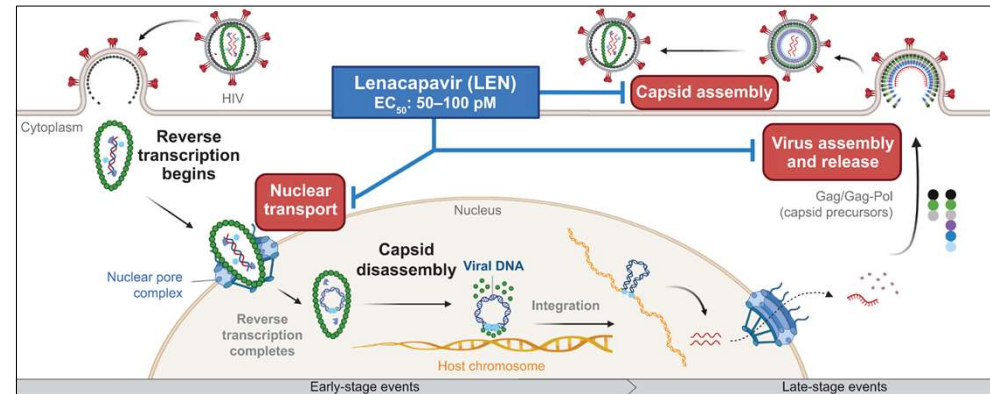 HIV
Lenacapavir (LEN)
EC50: 50–100 pM
Capsid assembly
Cytoplasm
Reverse
transcription
begins
Virus assembly
and release
Nuclear
transport
Nucleus
Gag/Gag-Pol
(capsid precursors)
Capsid
disassembly
Viral DNA
Nuclear pore
complex
Integration
Reverse
transcription
completes
Host chromosome
Early-stage events
Late-stage events